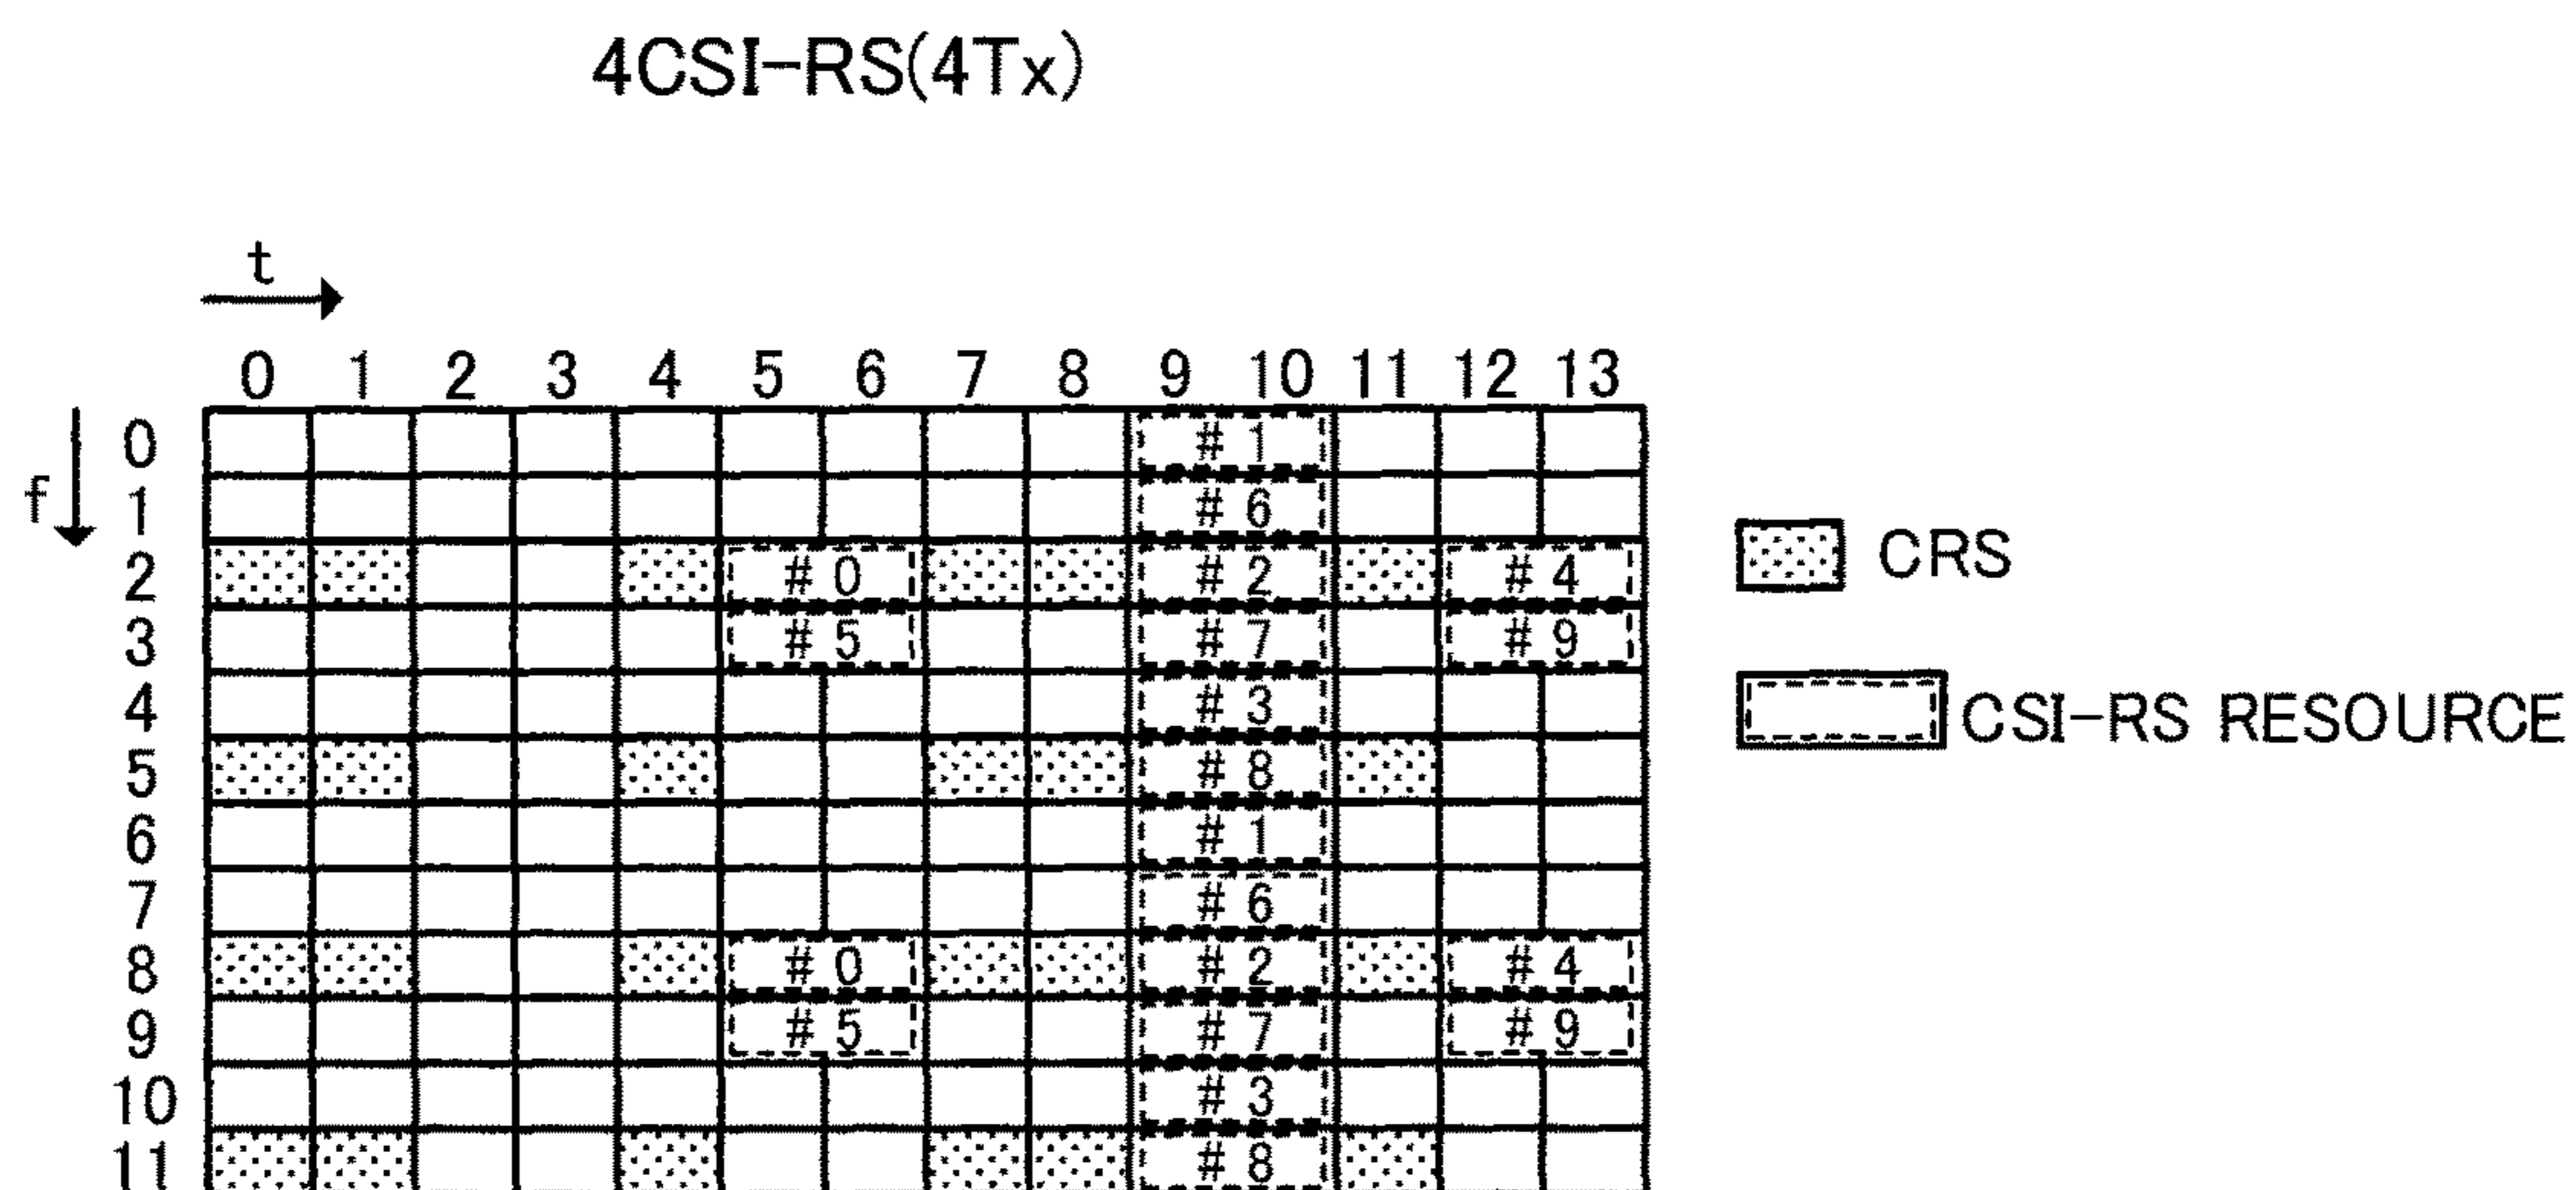 4CSI-RS(4Tx)
t
0 1 2 3 4 5 6 7 8 9 10 11 12 13
f
0 # 1
1 # 6
2 # 0 # 2 # 4
3 # 5 # 7 # 9
4 # 3
5 # 8
6 # 1
7 # 6
8 # 0 # 2 # 4
9 # 5 # 7 # 9
10 # 3
11 # 8
CRS
CSI-RS RESOURCE